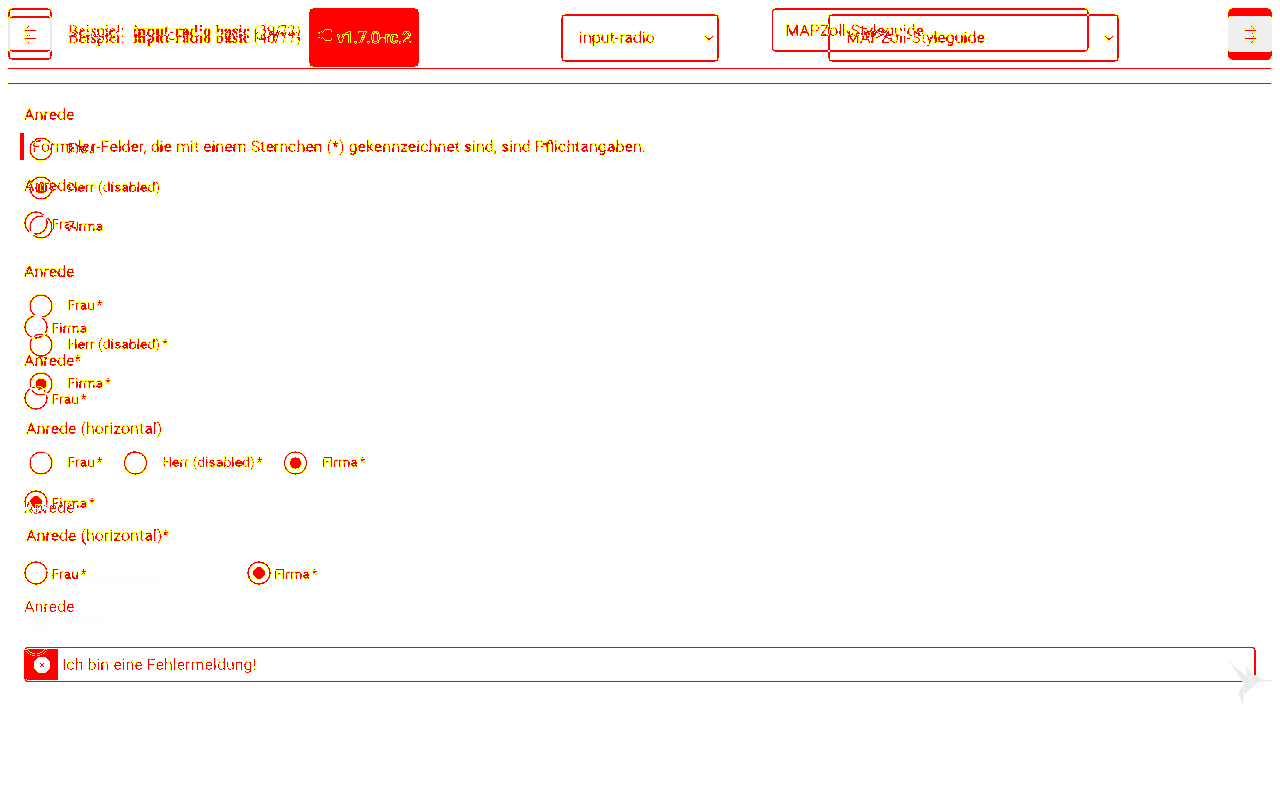 Beispiel: input-radio basic (39/73)
Beispiel: input-radio basic (40/77)
v1.7.0-rc.2
input-radio
MAPZoll-Styleguide
MAPZoll-Styleguide
Anrede
Formular-Felder, die mit einem Sternchen (*) gekennzeichnet sind, sind Pflichtangaben.
Frau
Anrede
Herr (disabled)
Frau
Firma
Anrede
Frau*
Firma
Herr (disabled)*
Anrede*
Firma*
Frau*
Anrede (horizontal)
Frau* Herr (disabled)* Firma*
Firma*
Anrede
Anrede (horizontal)*
Frau* Firma*
Anrede
Ich bin eine Fehlermeldung!